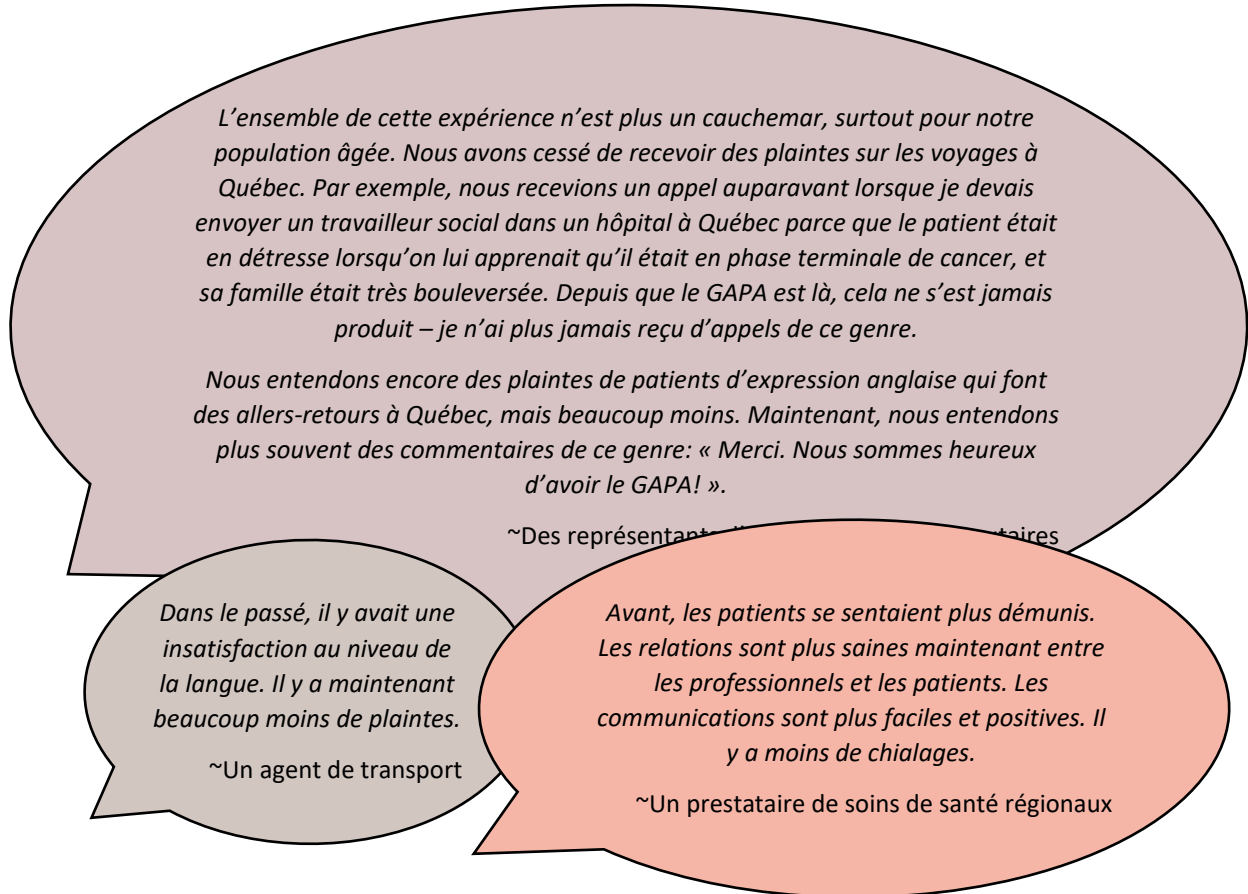 L’ensemble de cette expérience n’est plus un cauchemar, surtout pour notre
population âgée. Nous avons cessé de recevoir des plaintes sur les voyages à
Québec. Par exemple, nous recevions un appel auparavant lorsque je devais
envoyer un travailleur social dans un hôpital à Québec parce que le patient était
en détresse lorsqu’on lui apprenait qu’il était en phase terminale de cancer, et
sa famille était très bouleversée. Depuis que le GAPA est là, cela ne s’est jamais
produit – je n’ai plus jamais reçu d’appels de ce genre.
Nous entendons encore des plaintes de patients d’expression anglaise qui font
des allers-retours à Québec, mais beaucoup moins. Maintenant, nous entendons
plus souvent des commentaires de ce genre: « Merci. Nous sommes heureux
d’avoir le GAPA! ».
~Des
Dans le passé, il y avait une
insatisfaction au niveau de
la langue. Il y a maintenant
beaucoup moins de plaintes.
~Un agent de transport
Avant, les patients se sentaient plus démunis.
Les relations sont plus saines maintenant entre
les professionnels et les patients. Les
communications sont plus faciles et positives. Il
y a moins de chialages.
~Un prestataire de soins de santé régionaux